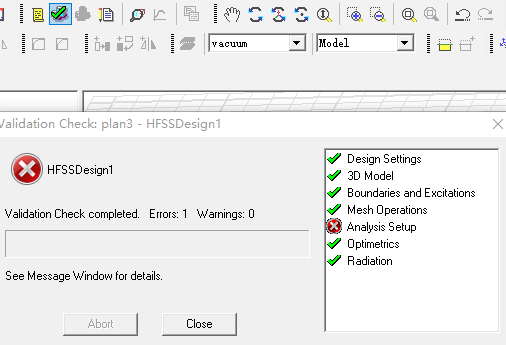 vacuum
Model
Validation Check: plan3 - HFSSDesign1
HFSSDesign1
Validation Check completed. Errors: 1 Warnings: 0
See Message Window for details.
Abort
Close
Design Settings
3D Model
Boundaries and Excitations
Mesh Operations
Analysis Setup
Optimetrics
Radiation